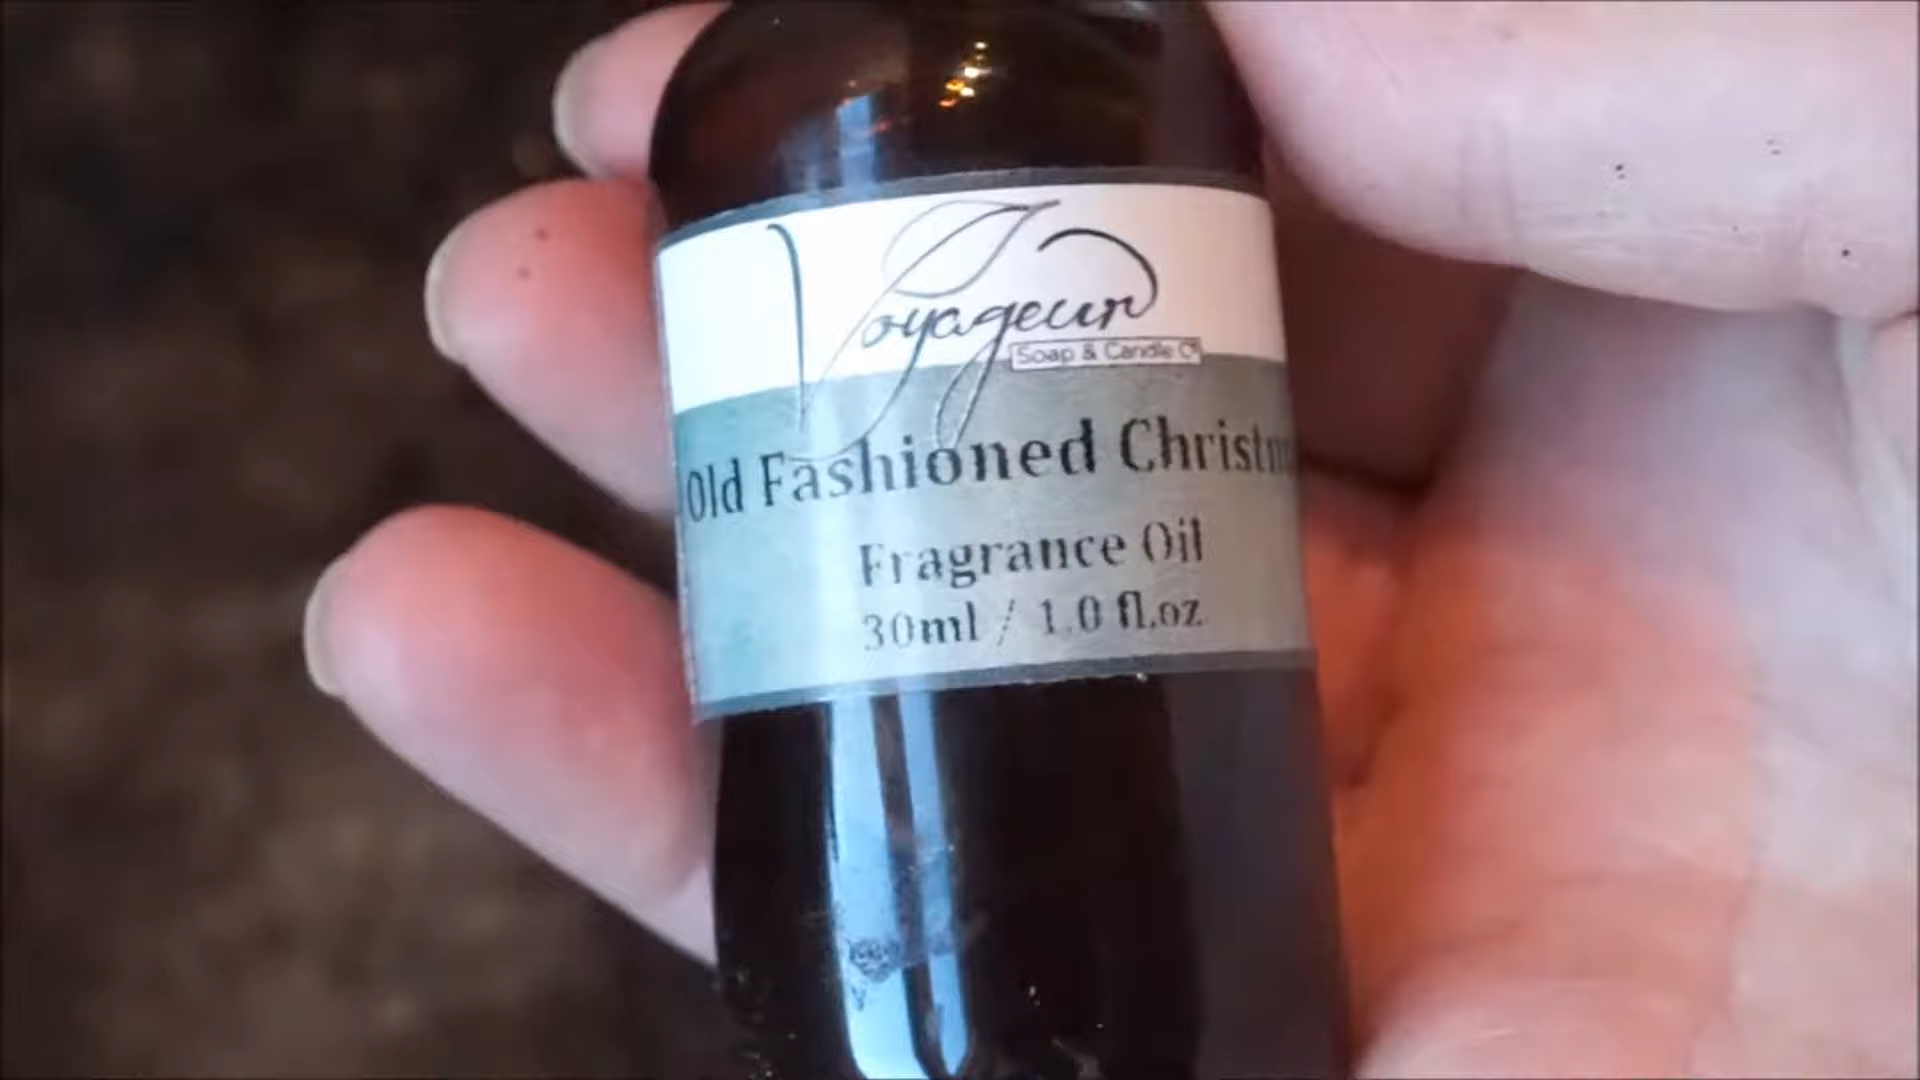 Voyageur
Soap & Candle Co
Old Fashioned Christm
Fragrance Oil
30ml / 1.0 fl.oz